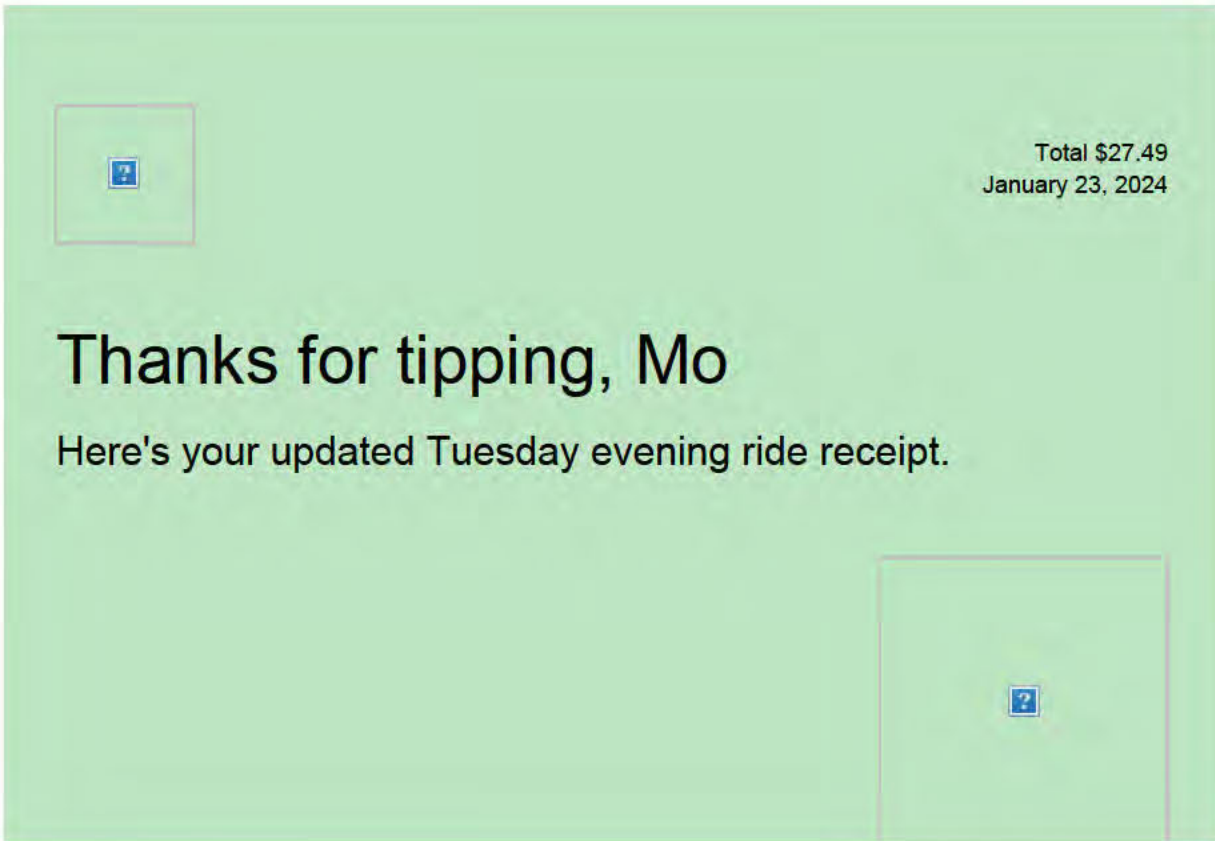 Total $27.49
January 23, 2024
Thanks for tipping, Mo
Here's your updated Tuesday evening ride receipt.